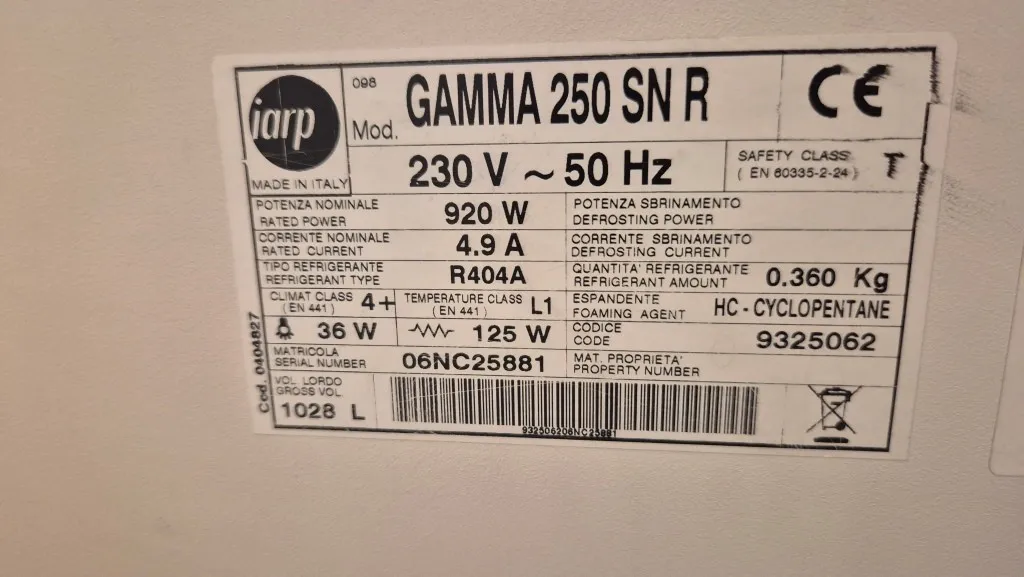 iarp
MADE IN ITALY
098
Mod. GAMMA 250 SN R
CE
230 V ~ 50 Hz
SAFETY CLASS
( EN 60335-2-24 )
POTENZA NOMINALE
RATED POWER
920 W
POTENZA SBRINAMENTO
DEFROSTING POWER
CORRENTE NOMINALE
RATED CURRENT
4.9 A
CORRENTE SBRINAMENTO
DEFROSTING CURRENT
TIPO REFRIGERANTE
REFRIGERANT TYPE
R404A
QUANTITA' REFRIGERANTE
REFRIGERANT AMOUNT
0.360 Kg
CLIMAT CLASS
(EN 441)
4+
TEMPERATURE CLASS
(EN 441)
L1
ESPANDENTE
FOAMING AGENT
HC - CYCLOPENTANE
36 W
125 W
CODICE
CODE
9325062
MATRICOLA
SERIAL NUMBER
06NC25881
MAT. PROPRIETA'
PROPERTY NUMBER
VOL. LORDO
GROSS VOL.
1028 L
932506206NC25881
Cod. 0404827